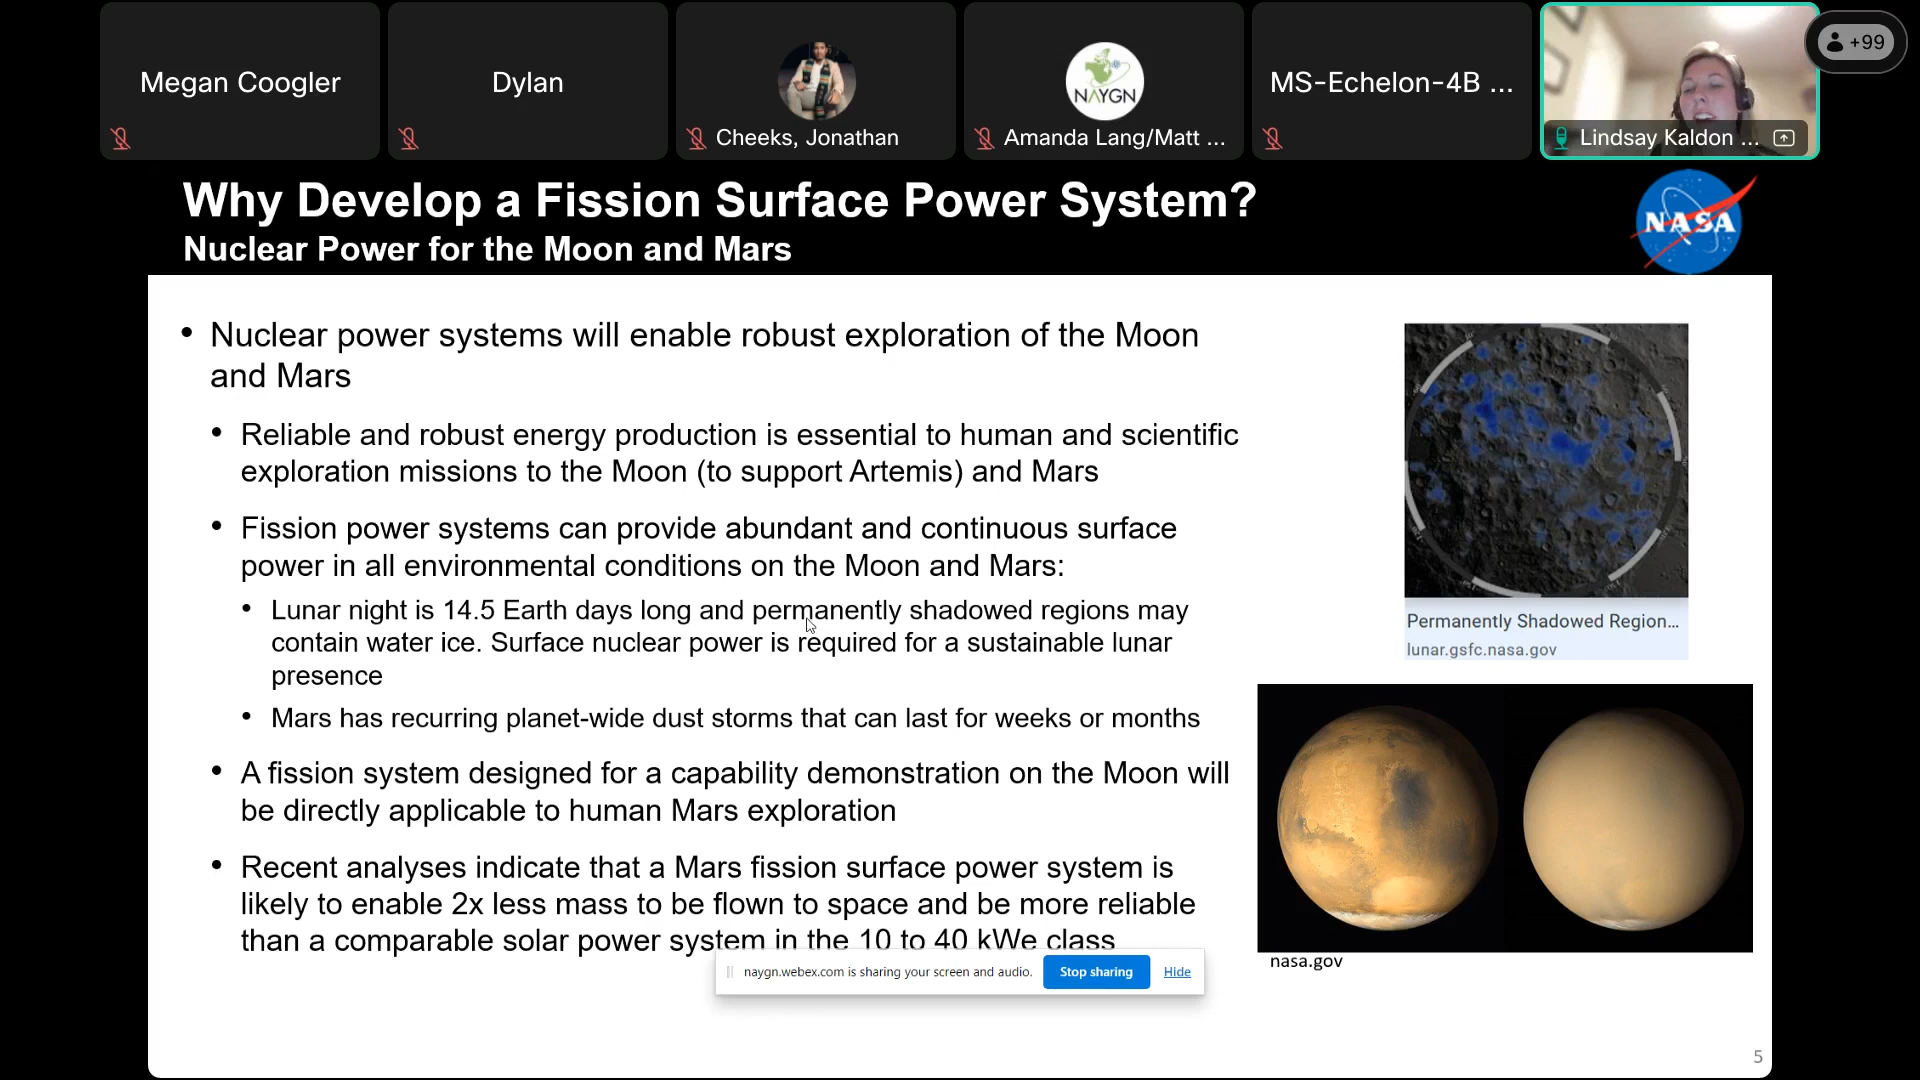 Megan Coogler
Dylan
Cheeks, Jonathan
NAYGN
Amanda Lang/Matt ...
MS-Echelon-4B ...
Lindsay Kaldon ...
+99
Why Develop a Fission Surface Power System?
Nuclear Power for the Moon and Mars
NASA
• Nuclear power systems will enable robust exploration of the Moon
and Mars
• Reliable and robust energy production is essential to human and scientific
exploration missions to the Moon (to support Artemis) and Mars
• Fission power systems can provide abundant and continuous surface
power in all environmental conditions on the Moon and Mars:
• Lunar night is 14.5 Earth days long and permanently shadowed regions may
contain water ice. Surface nuclear power is required for a sustainable lunar
presence
• Mars has recurring planet-wide dust storms that can last for weeks or months
• A fission system designed for a capability demonstration on the Moon will
be directly applicable to human Mars exploration
• Recent analyses indicate that a Mars fission surface power system is
likely to enable 2x less mass to be flown to space and be more reliable
than a comparable solar power system in the 10 to 40 kWe class
Permanently Shadowed Region...
lunar.gsfc.nasa.gov
nasa.gov
naygn.webex.com is sharing your screen and audio.
Stop sharing
Hide
5